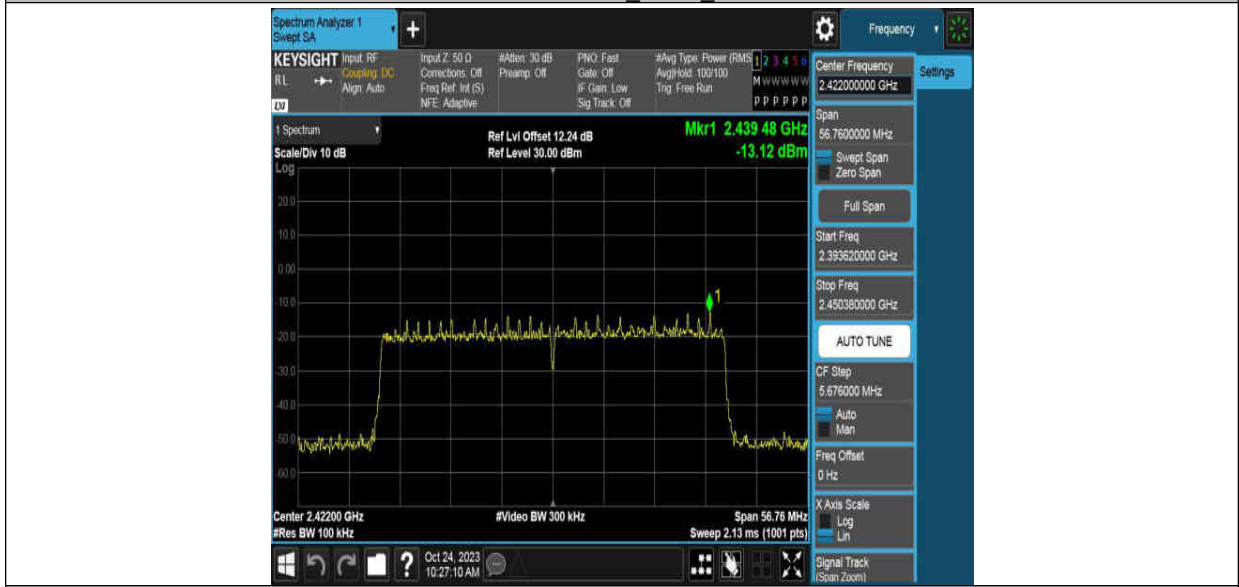 Spectrum Analyzer 1
Swept SA
+
Frequency
KEYSIGHT
RL
Input: RF
Coupling: DC
Align: Auto
Input Z: 50 Ω
Corrections: Off
Freq Ref: Int (S)
NFE: Adaptive
#Atten: 30 dB
Preamp: Off
PNO: Fast
Gate: Off
IF Gain: Low
Sig Track: Off
#Avg Type: Power (RMS
Avg|Hold: 100/100
Trig: Free Run
1 2 3 4 5 6
M W W W W W
P P P P P P
1 Spectrum
Scale/Div 10 dB
Log
Ref Lvl Offset 12.24 dB
Ref Level 30.00 dBm
Mkr1 2.439 48 GHz
-13.12 dBm
20.0
10.0
0.00
-10.0
-20.0
-30.0
-40.0
-50.0
-60.0
1
Center 2.42200 GHz
#Res BW 100 kHz
#Video BW 300 kHz
Span 56.76 MHz
Sweep 2.13 ms (1001 pts)
?
Oct 24, 2023
10:27:10 AM
Center Frequency
2.422000000 GHz
Settings
Span
56.7600000 MHz
Swept Span
Zero Span
Full Span
Start Freq
2.393620000 GHz
Stop Freq
2.450380000 GHz
AUTO TUNE
CF Step
5.676000 MHz
Auto
Man
Freq Offset
0 Hz
X Axis Scale
Log
Lin
Signal Track
(Span Zoom)